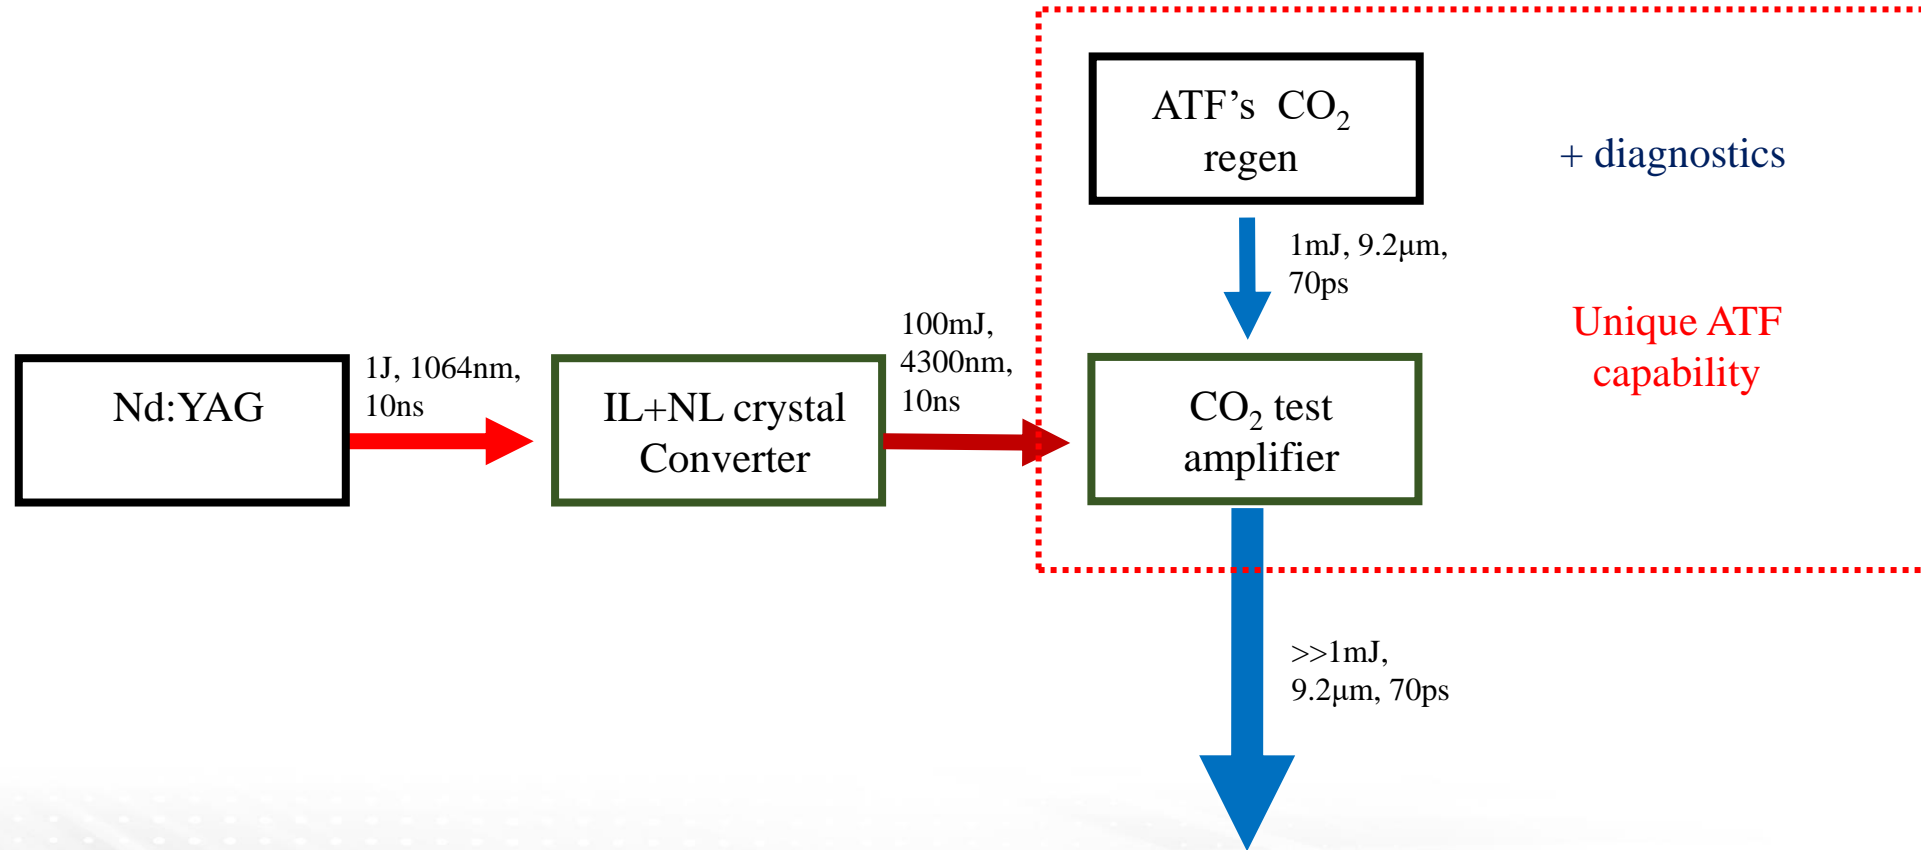 ATF’s CO₂
regen
+ diagnostics
1mJ, 9.2μm,
70ps
Unique ATF
capability
Nd:YAG
1J, 1064nm,
10ns
IL+NL crystal
Converter
100mJ,
4300nm,
10ns
CO₂ test
amplifier
>>1mJ,
9.2μm, 70ps